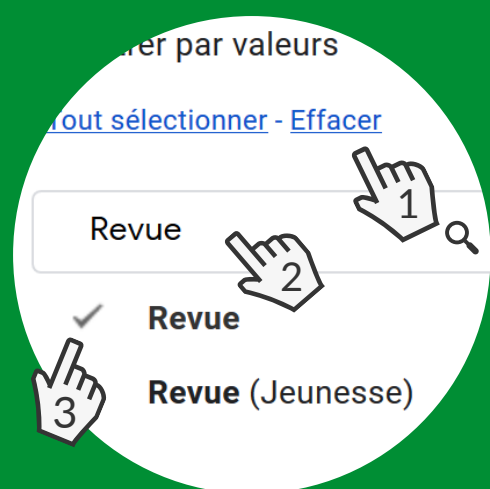 rer par valeurs
Tout sélectionner - Effacer
1
Revue
2
Revue
3
Revue (Jeunesse)